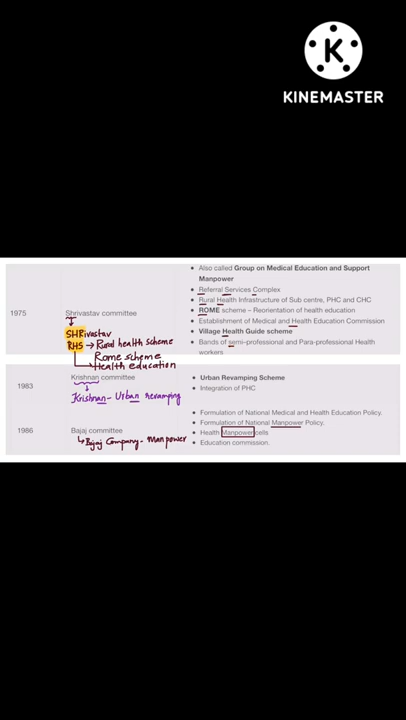 K
KINEMASTER
1975
Shrivastav committee
SHRivastav
RHS → Rural health scheme
Rome scheme
Health education
• Also called Group on Medical Education and Support
Manpower
• Referral Services Complex
• Rural Health Infrastructure of Sub centre, PHC and CHC
• ROME scheme – Reorientation of health education
• Establishment of Medical and Health Education Commission
• Village Health Guide scheme
• Bands of semi-professional and Para-professional Health
workers
1983
Krishnan committee
Krishnan - Urban revamping
• Urban Revamping Scheme
• Integration of PHC
1986
Bajaj committee
Bajaj Company - Manpower
• Formulation of National Medical and Health Education Policy.
• Formulation of National Manpower Policy.
• Health Manpower cells
• Education commission.